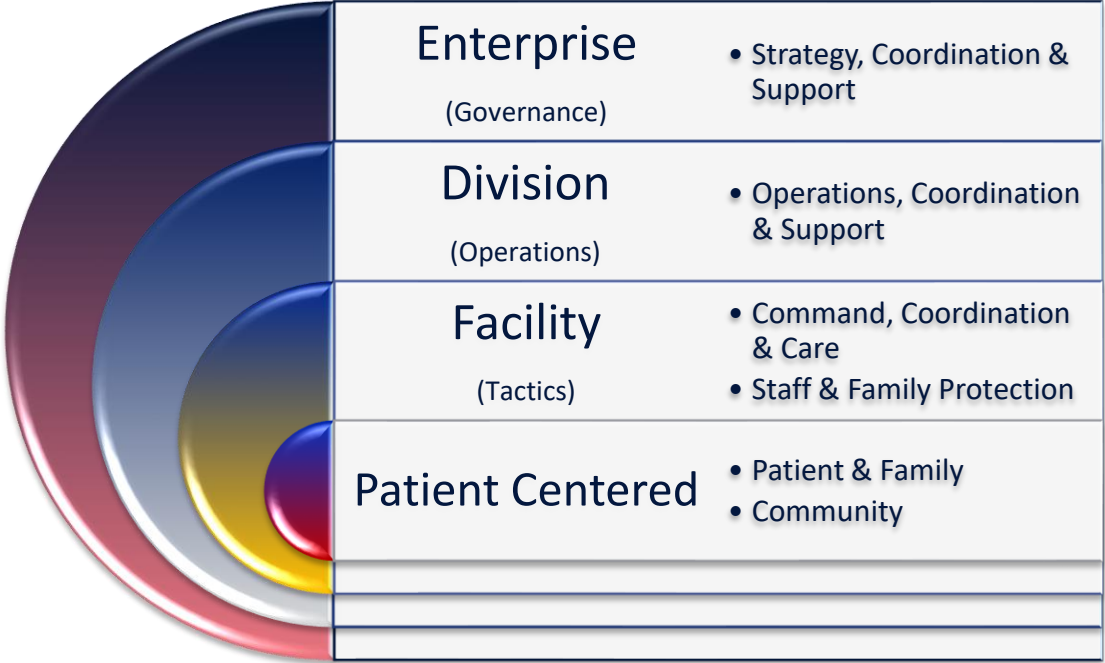 Enterprise
(Governance)
• Strategy, Coordination &
Support
Division
(Operations)
• Operations, Coordination
& Support
Facility
(Tactics)
• Command, Coordination
& Care
• Staff & Family Protection
Patient Centered
• Patient & Family
• Community